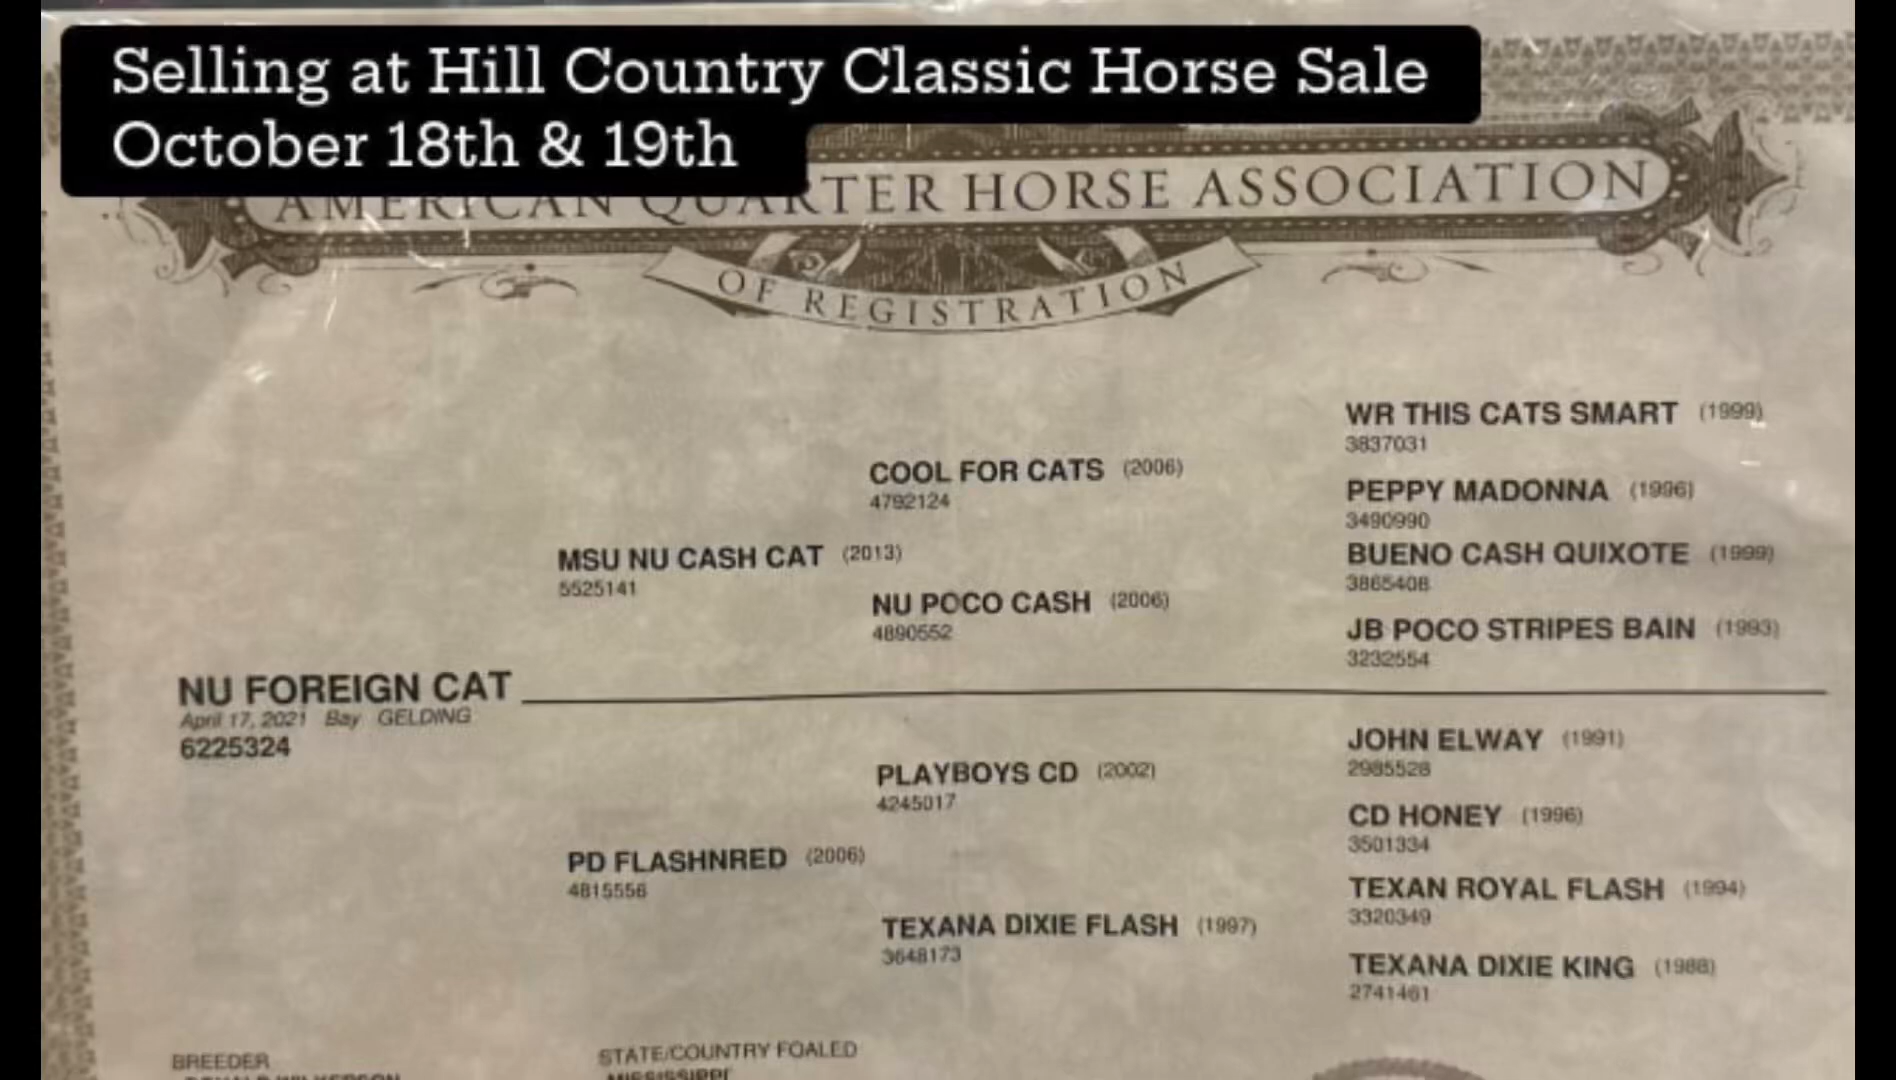 Selling at Hill Country Classic Horse Sale
October 18th & 19th
AMERICAN QUARTER HORSE ASSOCIATION
OF REGISTRATION
WR THIS CATS SMART (1999)
3837031
COOL FOR CATS (2006)
4792124
PEPPY MADONNA (1996)
3490990
MSU NU CASH CAT (2013)
5525141
BUENO CASH QUIXOTE (1999)
3865408
NU POCO CASH (2006)
4890552
JB POCO STRIPES BAIN (1993)
3232554
NU FOREIGN CAT
April 17, 2021 Bay GELDING
6225324
JOHN ELWAY (1991)
2985528
PLAYBOYS CD (2002)
4245017
CD HONEY (1996)
3501334
PD FLASHNRED (2006)
4815556
TEXAN ROYAL FLASH (1994)
3320349
TEXANA DIXIE FLASH (1997)
3648173
TEXANA DIXIE KING (1988)
2741461
BREEDER
STATE/COUNTRY FOALED
MISSISSIPPI